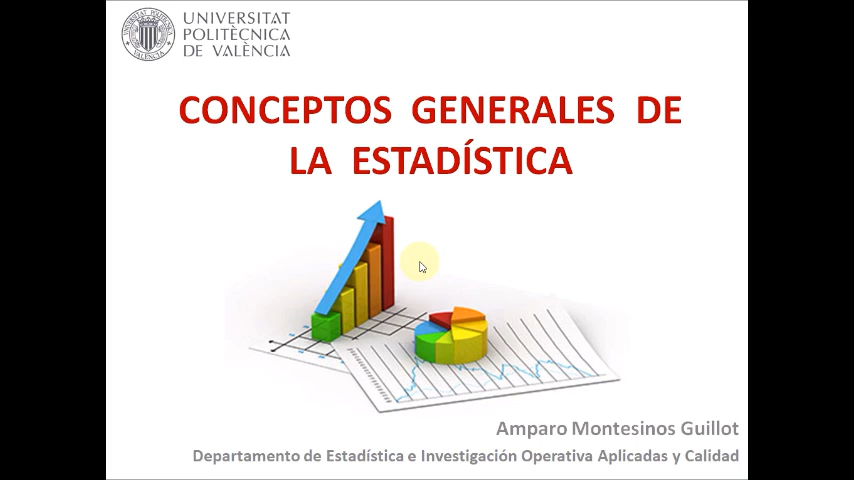 UNIVERSITAT
POLITÈCNICA
DE VALÈNCIA
CONCEPTOS GENERALES DE
LA ESTADÍSTICA
Amparo Montesinos Guillot
Departamento de Estadística e Investigación Operativa Aplicadas y Calidad